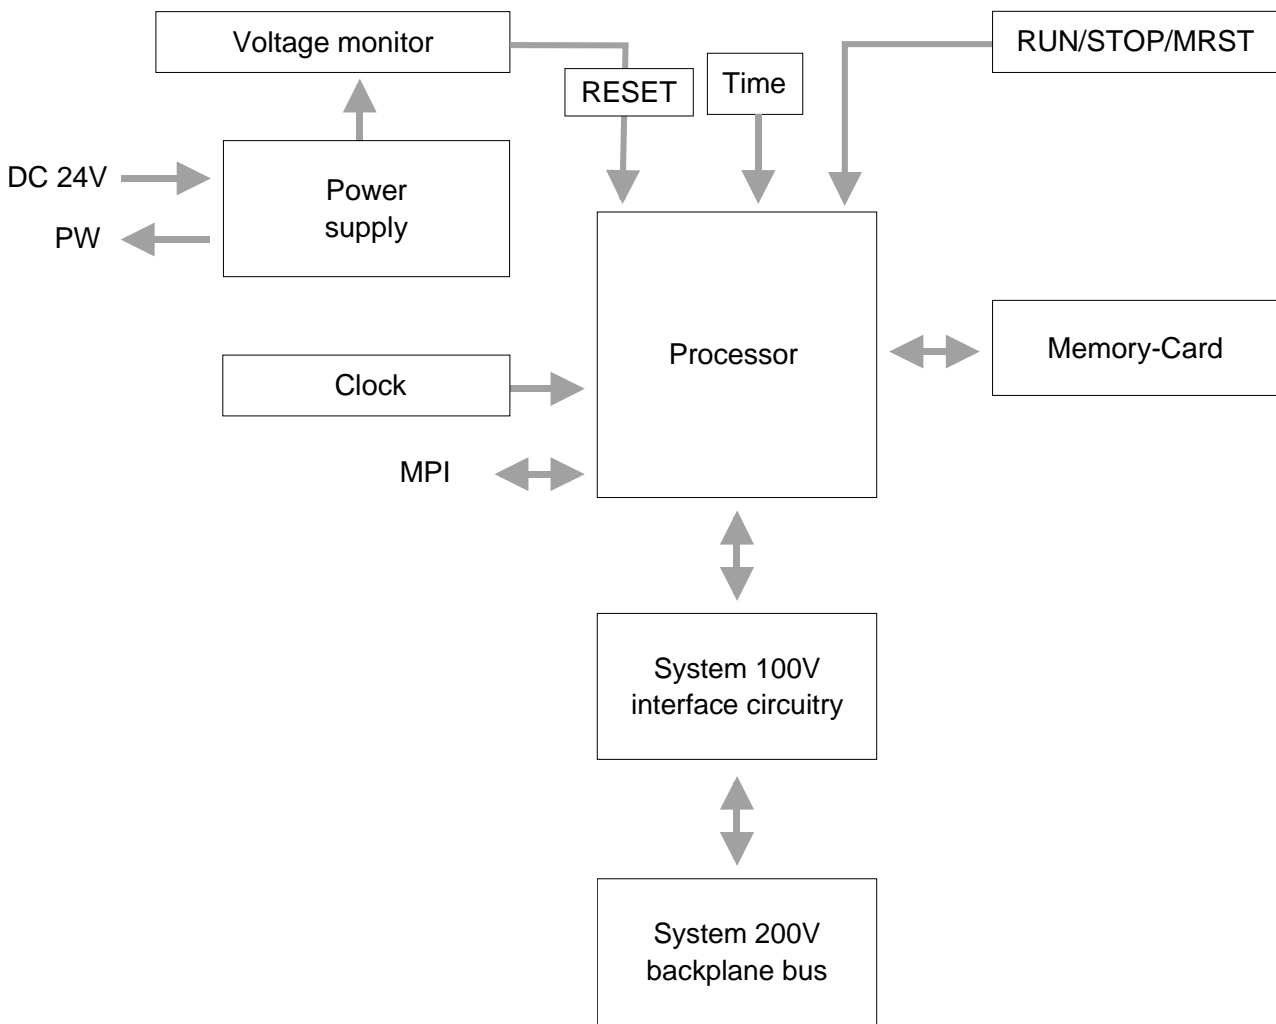 Voltage monitor
RUN/STOP/MRST
RESET
Time
DC 24V
Power
supply
PW
Processor
Memory-Card
Clock
MPI
System 100V
interface circuitry
System 200V
backplane bus